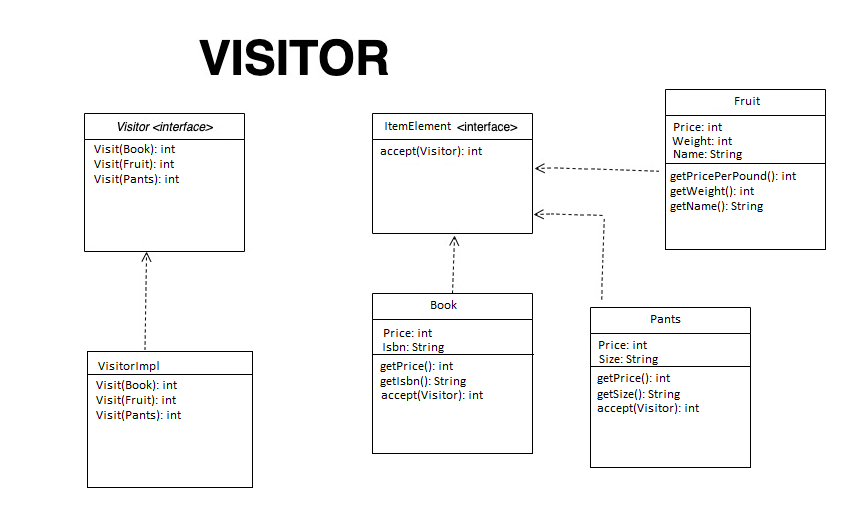 VISITOR
Visitor <interface>
Visit(Book): int
Visit(Fruit): int
Visit(Pants): int
ItemElement <interface>
accept(Visitor): int
Fruit
Price: int
Weight: int
Name: String
getPricePerPound(): int
getWeight(): int
getName(): String
VisitorImpl
Visit(Book): int
Visit(Fruit): int
Visit(Pants): int
Book
Price: int
Isbn: String
getPrice(): int
getIsbn(): String
accept(Visitor): int
Pants
Price: int
Size: String
getPrice(): int
getSize(): String
accept(Visitor): int